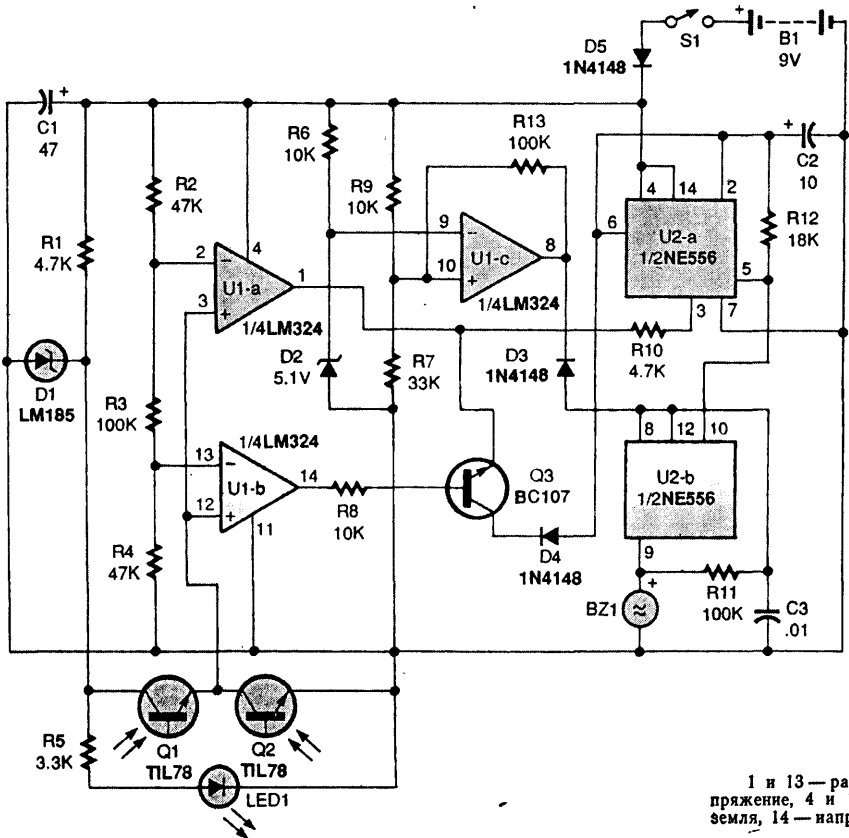 S1
+
B1
9V
D5
1N4148
+
C1
47
R6
10K
R13
100K
+
C2
10
R2
47K
R9
10K
4
14
2
R1
4.7K
9
−
10
+
8
U1-c
1/4LM324
6
U2-a
1/2NE556
R12
18K
2
−
4
U1-a
1
3
+
1/4LM324
5
3
7
D2
5.1V
R7
33K
D3
1N4148
R10
4.7K
D1
LM185
R3
100K
1/4LM324
13
−
U1-b
14
12
+
11
R8
10K
Q3
BC107
8
12
10
U2-b
1/2NE556
9
D4
1N4148
R4
47K
+
BZ1
R11
100K
C3
.01
R5
3.3K
Q1
TIL78
Q2
TIL78
LED1
1 и 13 — ра
пряжение, 4 и
земля, 14 — напр